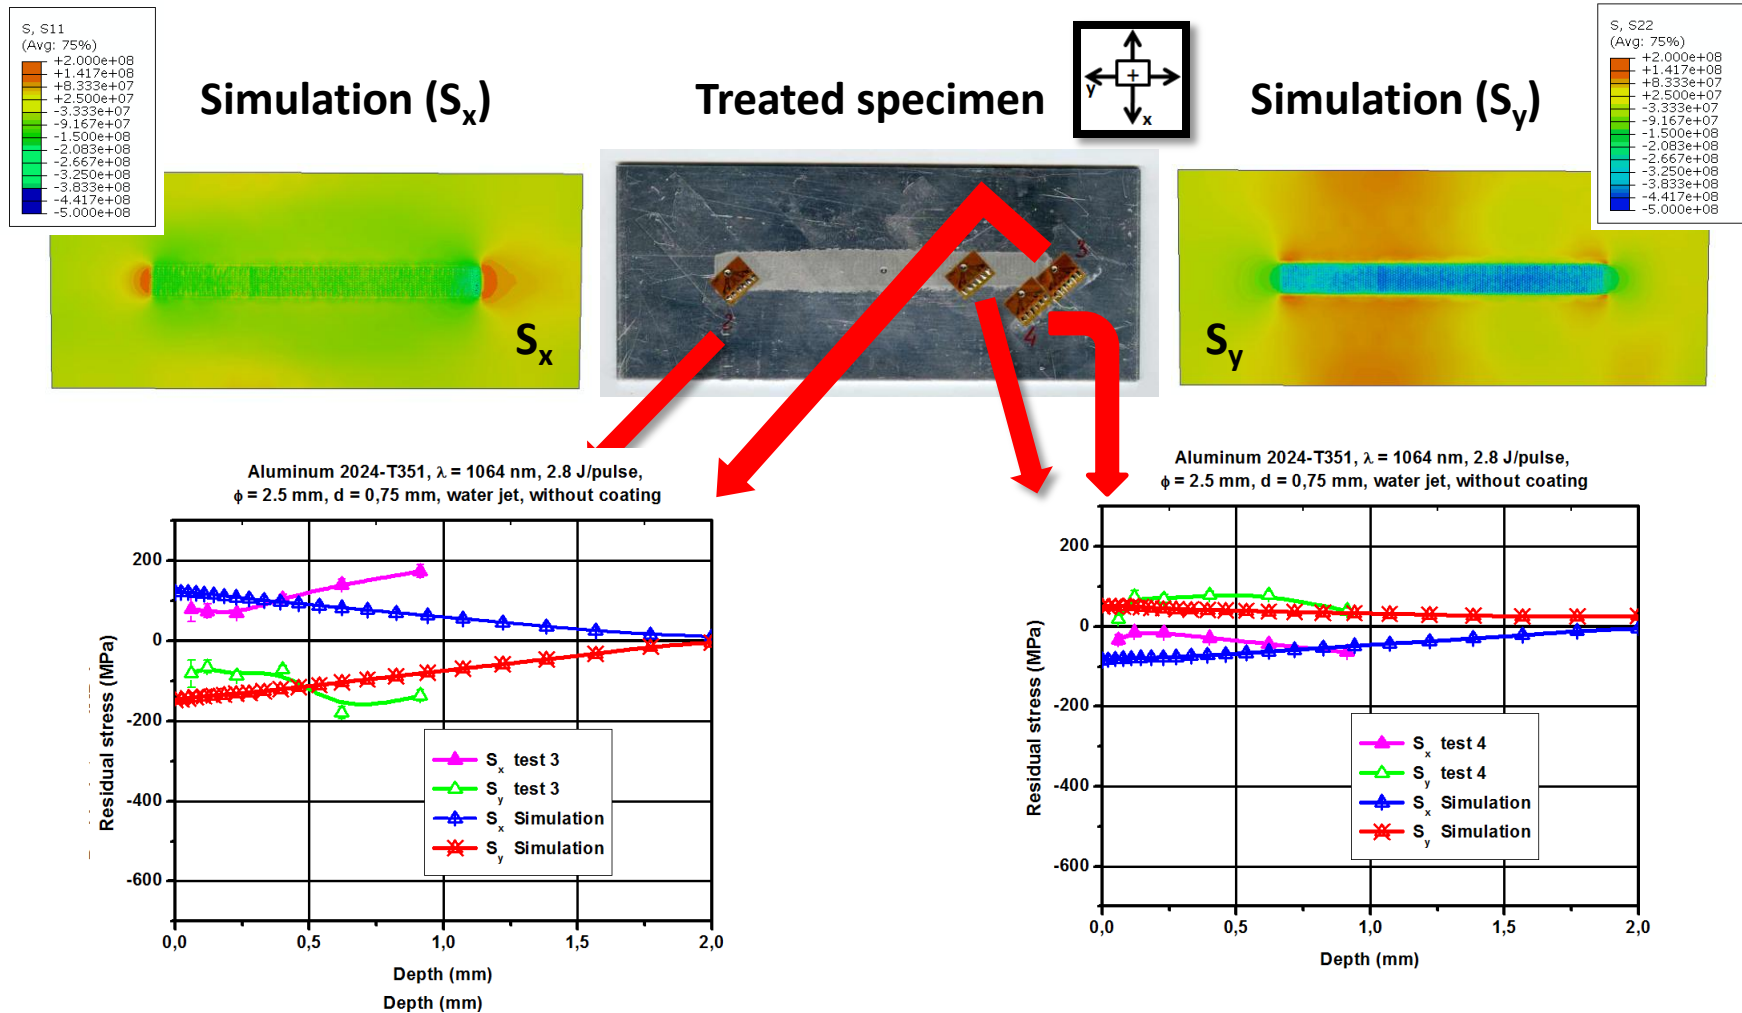 S, S11
(Avg: 75%)
+2.000e+08
+1.417e+08
+8.333e+07
+2.500e+07
-3.333e+07
-9.167e+07
-1.500e+08
-2.083e+08
-2.667e+08
-3.250e+08
-3.833e+08
-4.417e+08
-5.000e+08
Simulation (Sx)
Treated specimen
y
x
Simulation (Sy)
S, S22
(Avg: 75%)
+2.000e+08
+1.417e+08
+8.333e+07
+2.500e+07
-3.333e+07
-9.167e+07
-1.500e+08
-2.083e+08
-2.667e+08
-3.250e+08
-3.833e+08
-4.417e+08
-5.000e+08
Sx
3
4
Sy
Aluminum 2024-T351, λ = 1064 nm, 2.8 J/pulse,
ϕ = 2.5 mm, d = 0,75 mm, water jet, without coating
Residual stress (MPa)
200
0
-200
-400
-600
Sx test 3
Sy test 3
Sx Simulation
Sy Simulation
0,0
0,5
1,0
1,5
2,0
Depth (mm)
Depth (mm)
Aluminum 2024-T351, λ = 1064 nm, 2.8 J/pulse,
ϕ = 2.5 mm, d = 0,75 mm, water jet, without coating
Residual stress (MPa)
200
0
-200
-400
-600
Sx test 4
Sy test 4
Sx Simulation
Sy Simulation
0,0
0,5
1,0
1,5
2,0
Depth (mm)